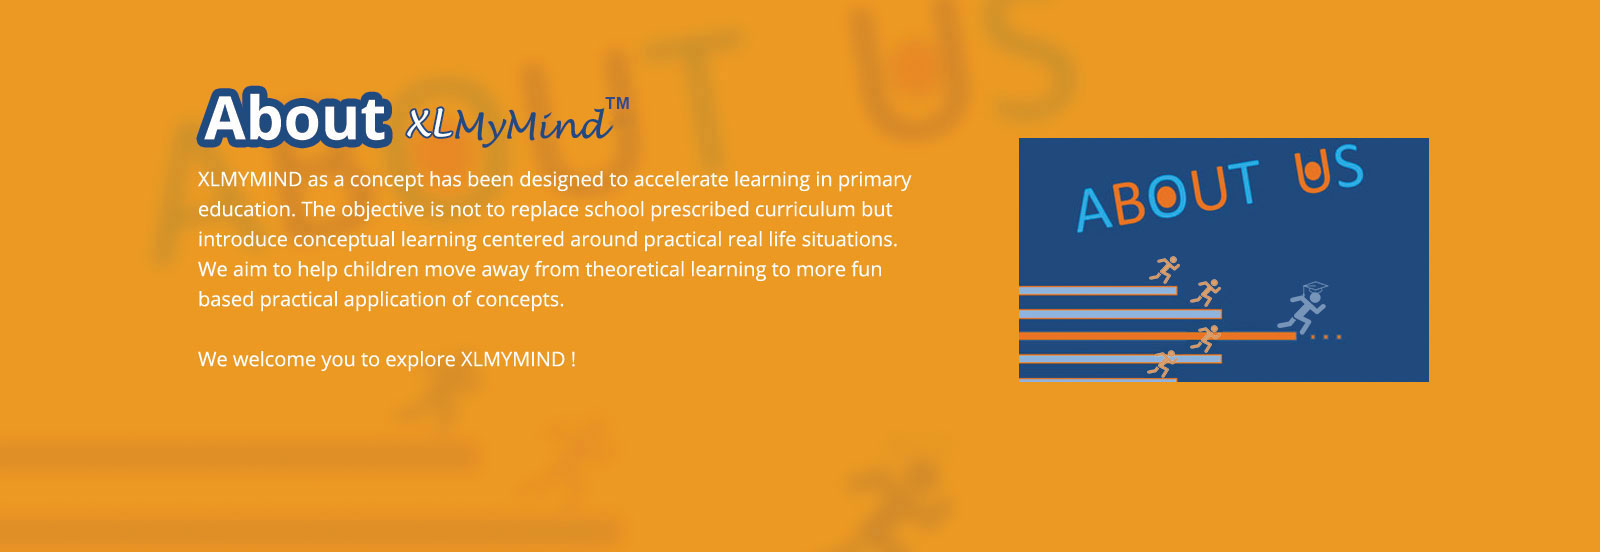 About XLMyMind™
XLMYMIND as a concept has been designed to accelerate learning in primary
education. The objective is not to replace school prescribed curriculum but
introduce conceptual learning centered around practical real life situations.
We aim to help children move away from theoretical learning to more fun
based practical application of concepts.
We welcome you to explore XLMYMIND !
ABOUT US
ABOUT US